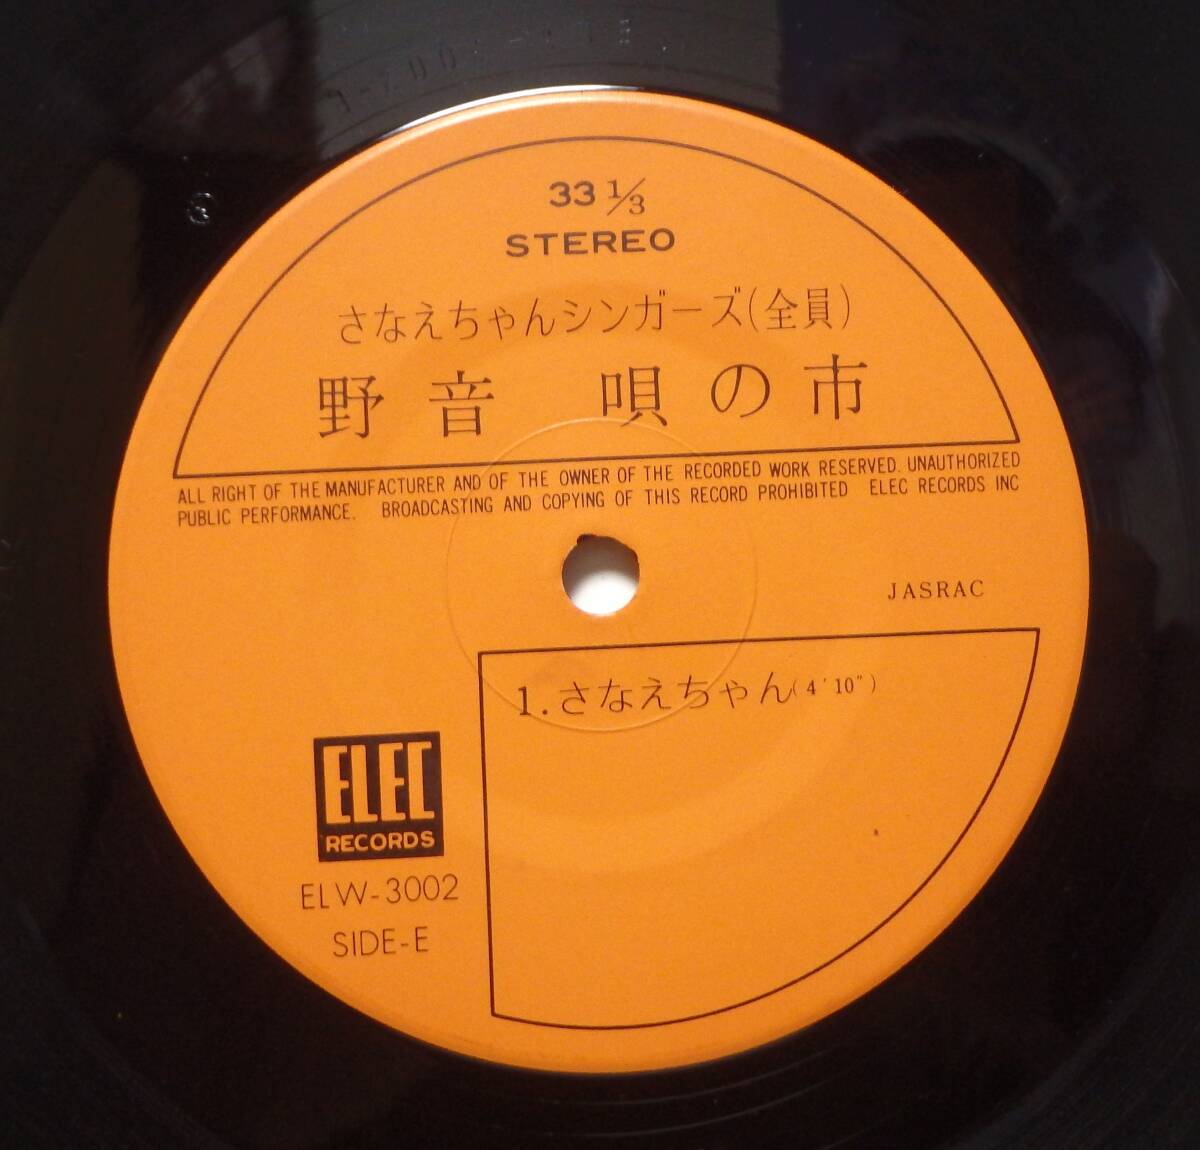 33 1/3
STEREO
さなえちゃんシンガーズ(全員)
野音 唄の市
ALL RIGHT OF THE MANUFACTURER AND OF THE OWNER OF THE RECORDED WORK RESERVED. UNAUTHORIZED
PUBLIC PERFORMANCE. BROADCASTING AND COPYING OF THIS RECORD PROHIBITED ELEC RECORDS INC
JASRAC
1. さなえちゃん(4'10")
ELEC
RECORDS
ELW-3002
SIDE-E